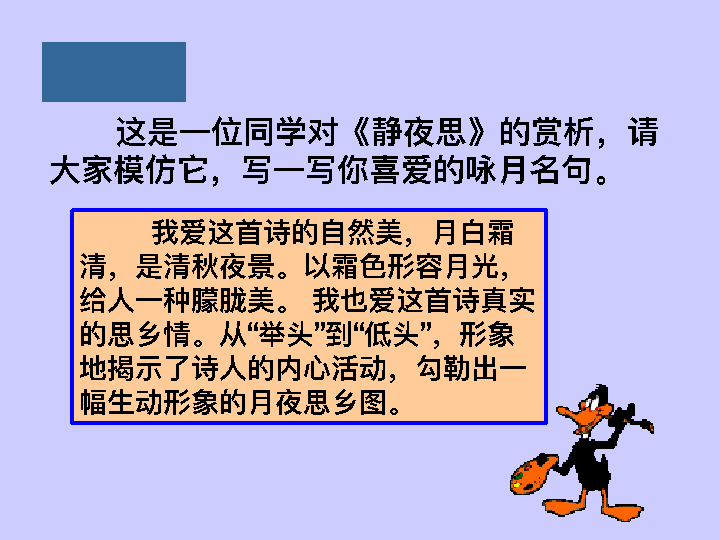 这是一位同学对《静夜思》的赏析，请
大家模仿它，写一写你喜爱的咏月名句。
我爱这首诗的自然美，月白霜
清，是清秋夜景。以霜色形容月光，
给人一种朦胧美。 我也爱这首诗真实
的思乡情。从“举头”到“低头”，形象
地揭示了诗人的内心活动，勾勒出一
幅生动形象的月夜思乡图。